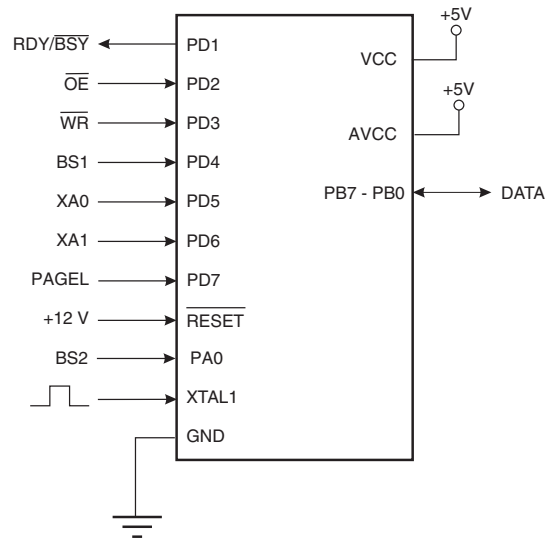 +5V
RDY/BSY PD1
VCC
OE PD2
+5V
WR PD3
AVCC
BS1 PD4
XA0 PD5
PB7 - PB0 DATA
XA1 PD6
PAGEL PD7
+12 V RESET
BS2 PA0
XTAL1
GND